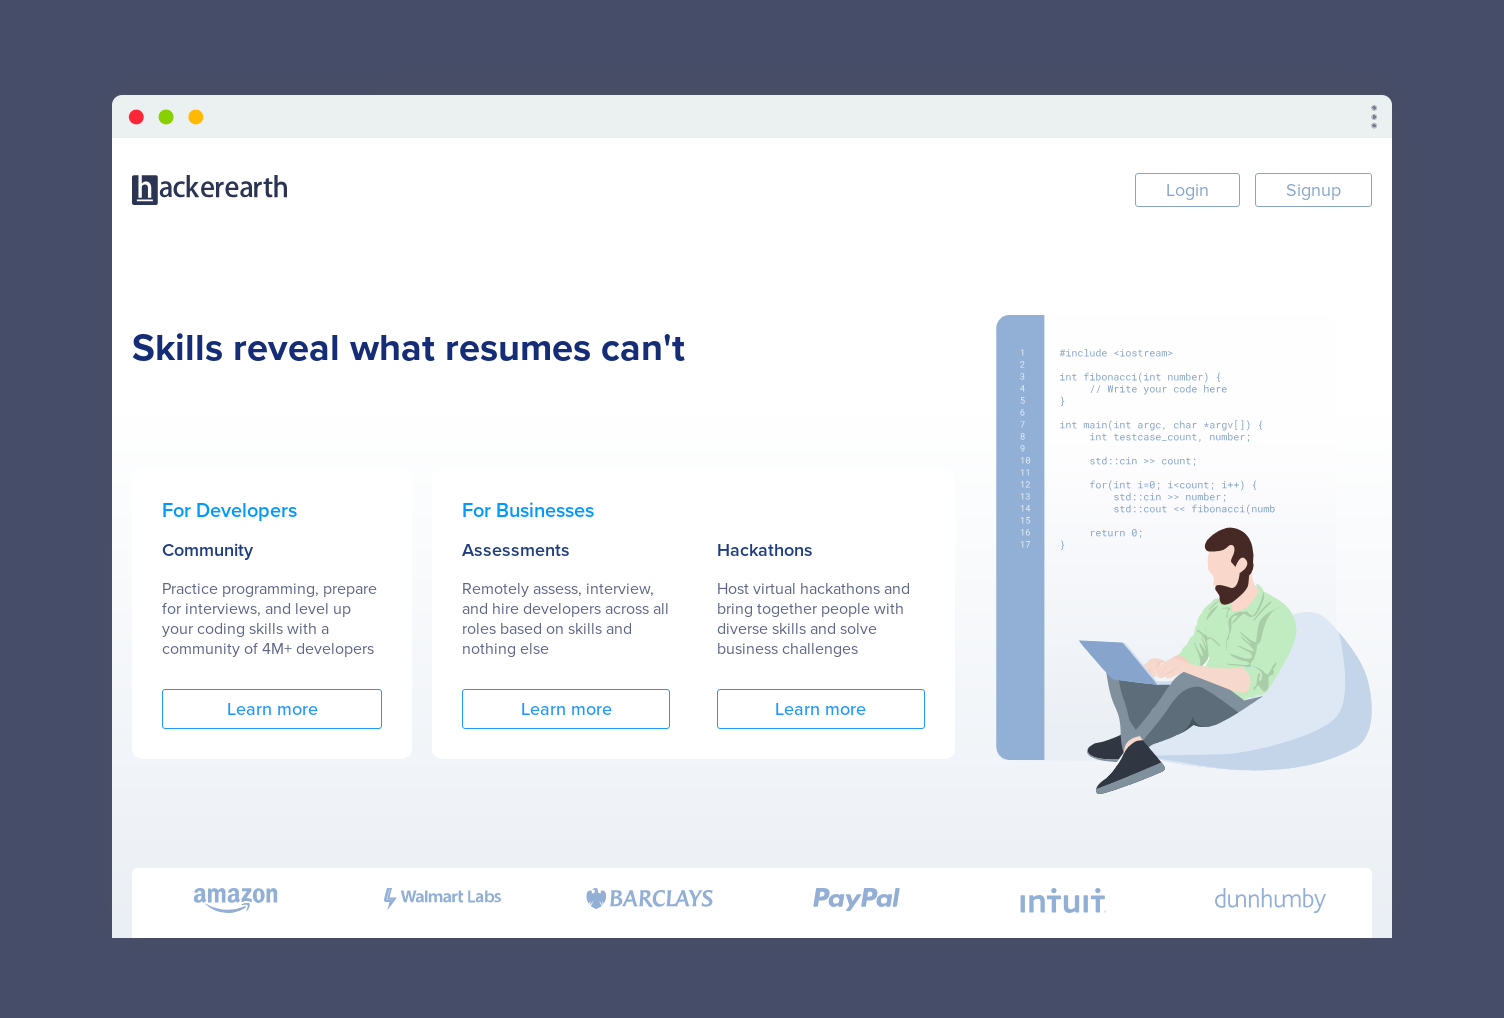 hackerearth
Login
Signup
Skills reveal what resumes can't
For Developers
Community
Practice programming, prepare
for interviews, and level up
your coding skills with a
community of 4M+ developers
Learn more
For Businesses
Assessments
Remotely assess, interview,
and hire developers across all
roles based on skills and
nothing else
Learn more
Hackathons
Host virtual hackathons and
bring together people with
diverse skills and solve
business challenges
Learn more
1 #include <iostream>
2
3 int fibonacci(int number) {
4 // Write your code here
5 }
6
7 int main(int argc, char *argv[]) {
8 int testcase_count, number;
9
10 std::cin >> count;
11
12 for(int i=0; i<count; i++) {
13 std::cin >> number;
14 std::cout << fibonacci(numb
15
16 return 0;
17 }
amazon
Walmart Labs
BARCLAYS
PayPal
intuit
dunnhumby